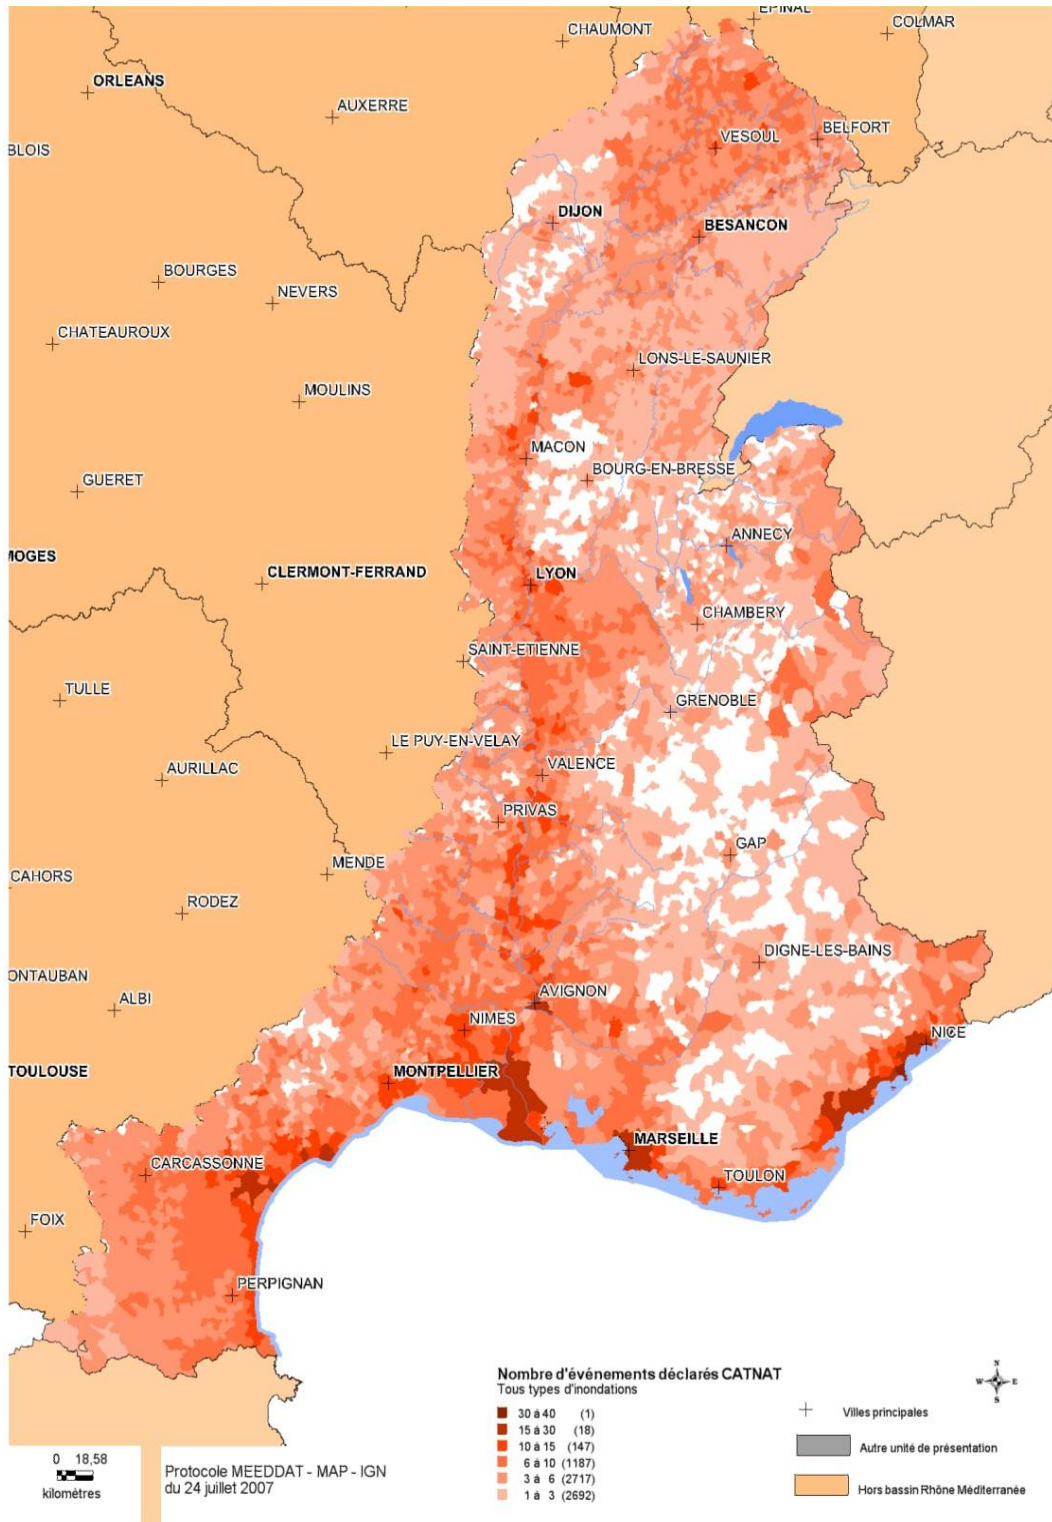 EPINAL
CHAUMONT
COLMAR
ORLEANS
AUXERRE
BELFORT
VESOUL
BLOIS
DIJON
BESANCON
BOURGES
NEVERS
CHATEAUROUX
LONS-LE-SAUNIER
MOULINS
MACON
BOURG-EN-BRESSE
GUERET
ANNECY
MOGES
CLERMONT-FERRAND
LYON
CHAMBERY
SAINT-ETIENNE
TULLE
GRENOBLE
LE PUY-EN-VELAY
VALENCE
AURILLAC
PRIVAS
GAP
MENDE
CAHORS
RODEZ
DIGNE-LES-BAINS
ONTAUBAN
ALBI
AVIGNON
NIMES
NICE
TOULOUSE
MONTPELLIER
MARSEILLE
CARCASSONNE
TOULON
FOIX
PERPIGNAN
Nombre d'événements déclarés CATNAT
Tous types d'inondations
30 à 40 (1)
15 à 30 (18)
10 à 15 (147)
6 à 10 (1187)
3 à 6 (2717)
1 à 3 (2692)
N
W E
S
Villes principales
Autre unité de présentation
Hors bassin Rhône Méditerranée
0 18,58
kilomètres
Protocole MEEDDAT - MAP - IGN
du 24 juillet 2007